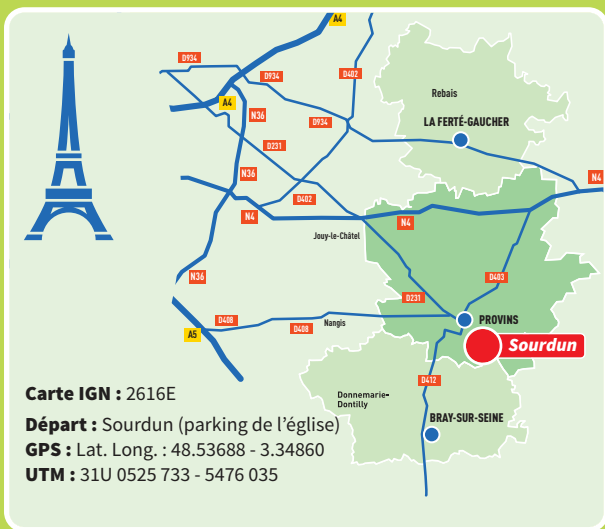 A4
D934
D402
D934
Rebais
A4
N36
D934
LA FERTÉ-GAUCHER
D231
N36
N4
D402
N4
N4
Jouy-le-Châtel
N36
D403
D231
D408
D408
Nangis
PROVINS
A5
Sourdun
D412
Donnemarie-
Dontilly
BRAY-SUR-SEINE
Carte IGN : 2616E
Départ : Sourdun (parking de l'église)
GPS : Lat. Long. : 48.53688 - 3.34860
UTM : 31U 0525 733 - 5476 035